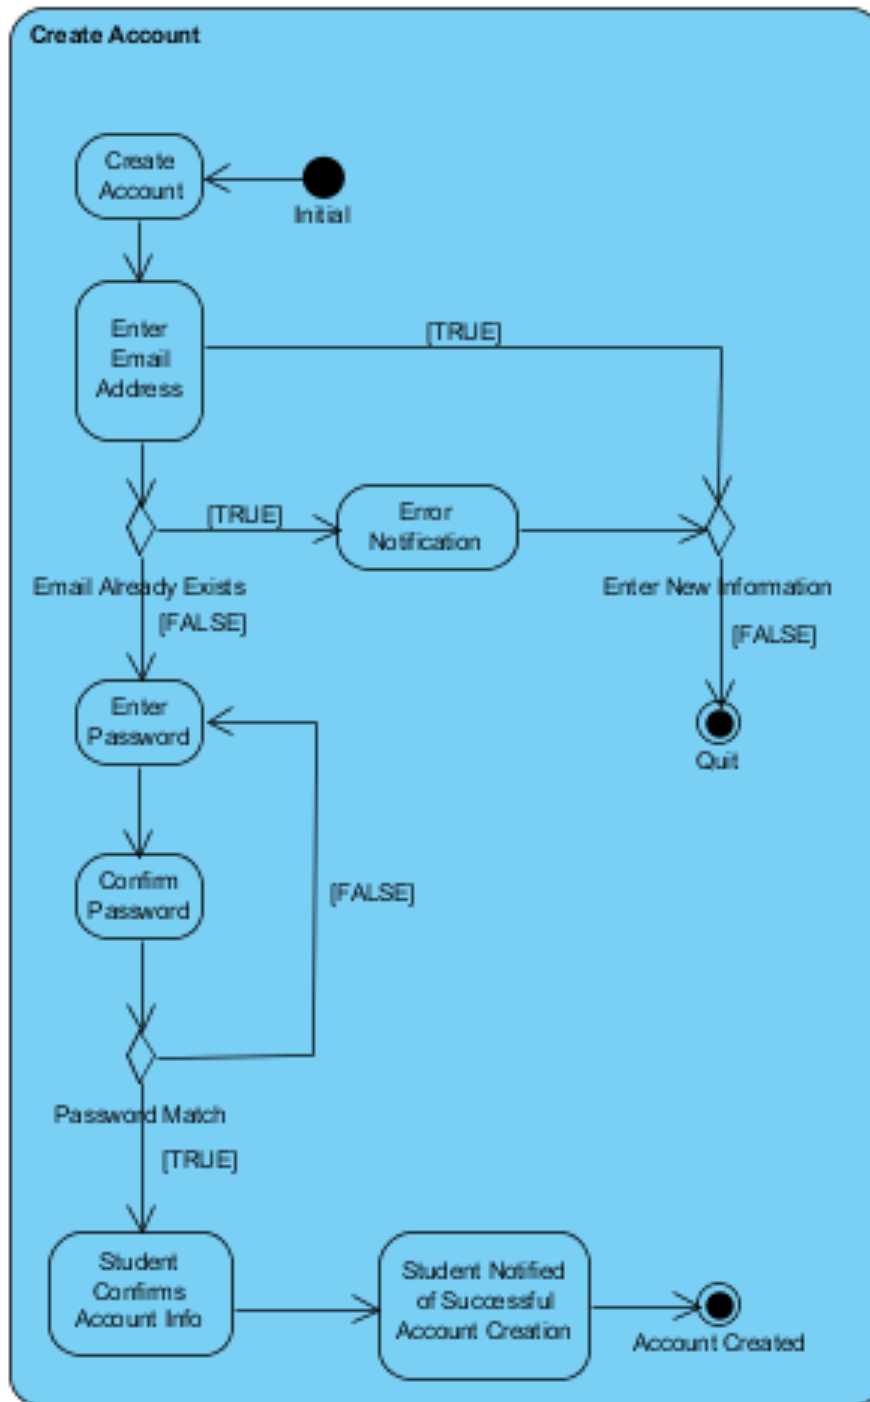 Create Account
Create
Account
Initial
Enter
Email
Address
[TRUE]
[TRUE]
Error
Notification
Email Already Exists
Enter New Information
[FALSE]
[FALSE]
Enter
Password
Quit
Confirm
Password
[FALSE]
Password Match
[TRUE]
Student
Confirms
Account Info
Student Notified
of Successful
Account Creation
Account Created